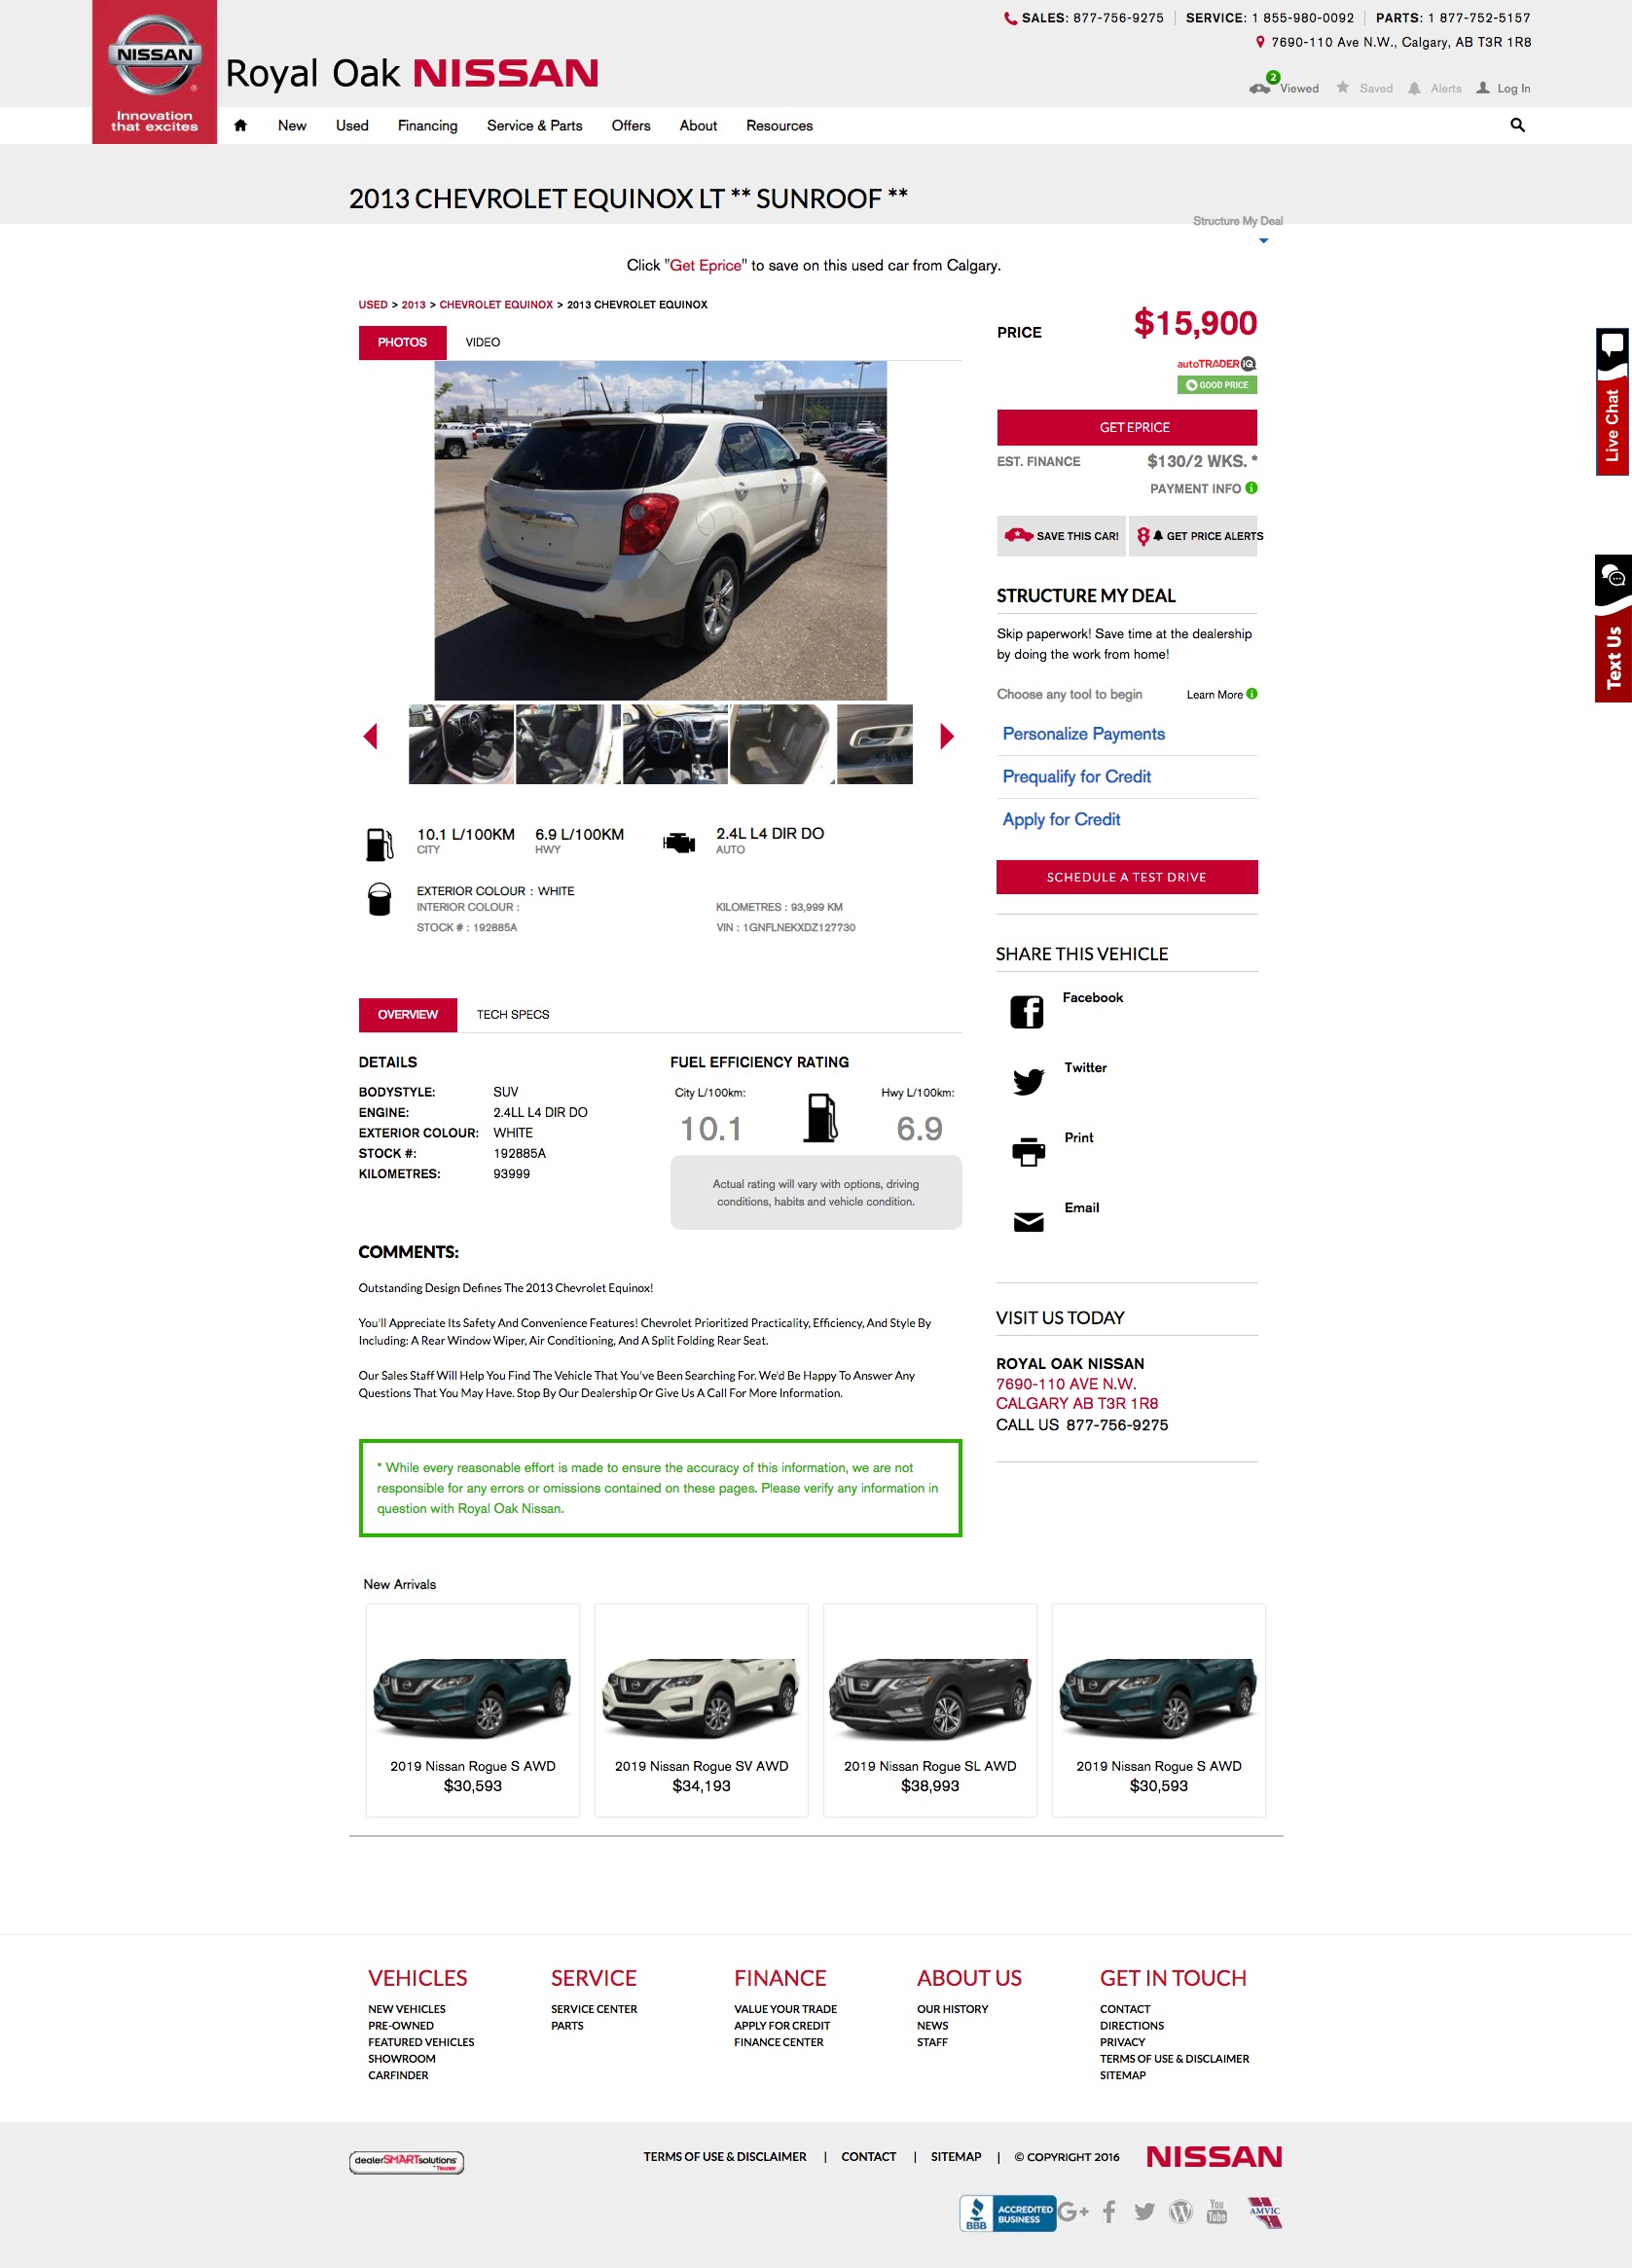 NISSAN
Innovation
that excites
Royal Oak NISSAN
SALES: 877-756-9275 SERVICE: 1 855-980-0092 PARTS: 1 877-752-5157
7690-110 Ave N.W., Calgary, AB T3R 1R8
2 Viewed Saved Alerts Log In
New Used Financing Service & Parts Offers About Resources
2013 CHEVROLET EQUINOX LT ** SUNROOF **
Structure My Deal
Click "Get Eprice" to save on this used car from Calgary.
USED > 2013 > CHEVROLET EQUINOX > 2013 CHEVROLET EQUINOX
PHOTOS VIDEO
PRICE $15,900
autoTRADER iQ
GOOD PRICE
GET EPRICE
EST. FINANCE $130/2 WKS. *
PAYMENT INFO
SAVE THIS CAR! GET PRICE ALERTS
STRUCTURE MY DEAL
Skip paperwork! Save time at the dealership
by doing the work from home!
Choose any tool to begin Learn More
Personalize Payments
Prequalify for Credit
Apply for Credit
SCHEDULE A TEST DRIVE
Live Chat
Text Us
10.1 L/100KM 6.9 L/100KM 2.4L L4 DIR DO
CITY HWY AUTO
EXTERIOR COLOUR : WHITE
INTERIOR COLOUR : KILOMETRES : 93,999 KM
STOCK # : 192885A VIN : 1GNFLNEKXDZ127730
SHARE THIS VEHICLE
Facebook
Twitter
Print
Email
OVERVIEW TECH SPECS
DETAILS
BODYSTYLE: SUV
ENGINE: 2.4LL L4 DIR DO
EXTERIOR COLOUR: WHITE
STOCK #: 192885A
KILOMETRES: 93999
FUEL EFFICIENCY RATING
City L/100km: Hwy L/100km:
10.1 6.9
Actual rating will vary with options, driving
conditions, habits and vehicle condition.
COMMENTS:
Outstanding Design Defines The 2013 Chevrolet Equinox!
You'll Appreciate Its Safety And Convenience Features! Chevrolet Prioritized Practicality, Efficiency, And Style By
Including: A Rear Window Wiper, Air Conditioning, And A Split Folding Rear Seat.
Our Sales Staff Will Help You Find The Vehicle That You've Been Searching For. We'd Be Happy To Answer Any
Questions That You May Have. Stop By Our Dealership Or Give Us A Call For More Information.
VISIT US TODAY
ROYAL OAK NISSAN
7690-110 AVE N.W.
CALGARY AB T3R 1R8
CALL US 877-756-9275
* While every reasonable effort is made to ensure the accuracy of this information, we are not
responsible for any errors or omissions contained on these pages. Please verify any information in
question with Royal Oak Nissan.
New Arrivals
2019 Nissan Rogue S AWD
$30,593
2019 Nissan Rogue SV AWD
$34,193
2019 Nissan Rogue SL AWD
$38,993
2019 Nissan Rogue S AWD
$30,593
VEHICLES
NEW VEHICLES
PRE-OWNED
FEATURED VEHICLES
SHOWROOM
CARFINDER
SERVICE
SERVICE CENTER
PARTS
FINANCE
VALUE YOUR TRADE
APPLY FOR CREDIT
FINANCE CENTER
ABOUT US
OUR HISTORY
NEWS
STAFF
GET IN TOUCH
CONTACT
DIRECTIONS
PRIVACY
TERMS OF USE & DISCLAIMER
SITEMAP
dealerSMARTsolutions
TRADER
TERMS OF USE & DISCLAIMER | CONTACT | SITEMAP | © COPYRIGHT 2016 NISSAN
BBB ACCREDITED
BUSINESS
G+
You
Tube
AMVIC